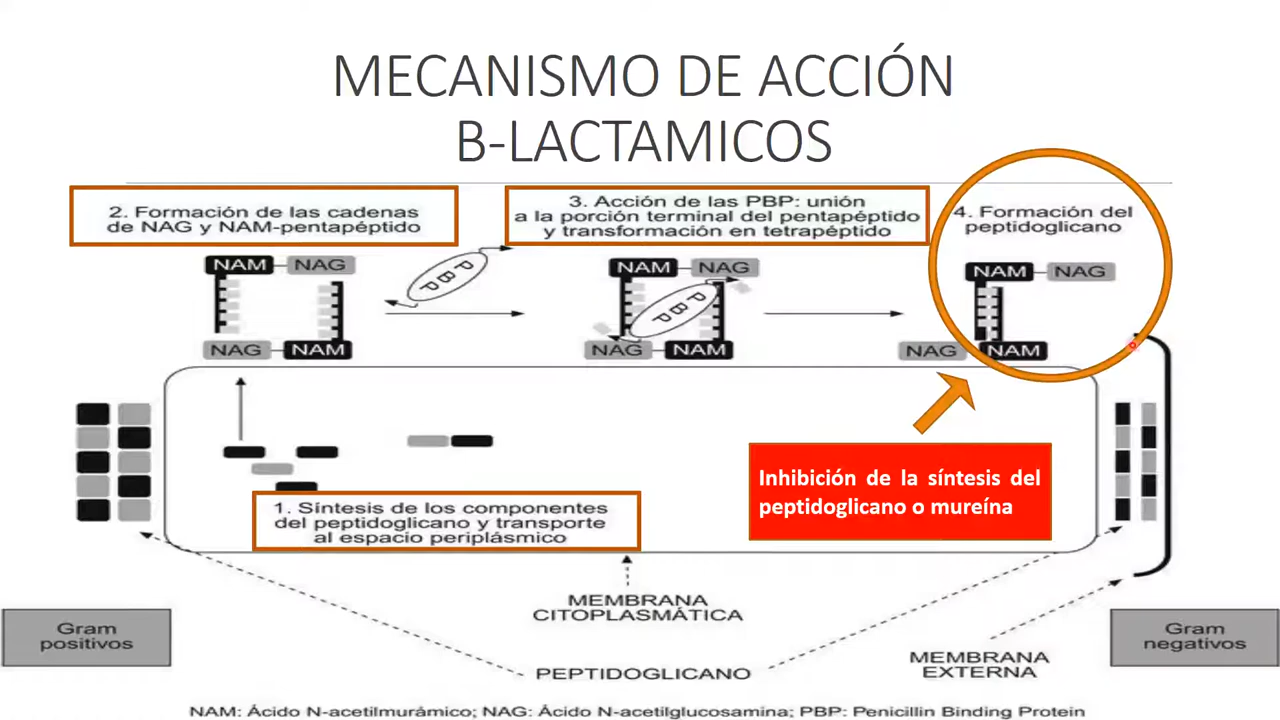 MECANISMO DE ACCIÓN
B-LACTAMICOS
2. Formación de las cadenas
de NAG y NAM-pentapéptido
3. Acción de las PBP: unión
a la porción terminal del pentapéptido
y transformación en tetrapéptido
4. Formación del
peptidoglicano
NAM NAG
PBP
NAG NAM
NAM NAG
PBP
NAG NAM
NAM NAG
NAG NAM
Inhibición de la síntesis del
peptidoglicano o mureína
1. Síntesis de los componentes
del peptidoglicano y transporte
al espacio periplásmico
MEMBRANA
CITOPLASMÁTICA
Gram
positivos
Gram
negativos
PEPTIDOGLICANO
MEMBRANA
EXTERNA
NAM: Ácido N-acetilmurámico; NAG: Ácido N-acetilglucosamina; PBP: Penicillin Binding Protein